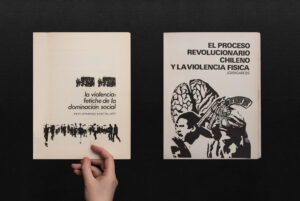 la violencia-
fetiche de la
dominación social
EL PROCESO
REVOLUCIONARIO
CHILENO
Y LA VIOLENCIA FISICA